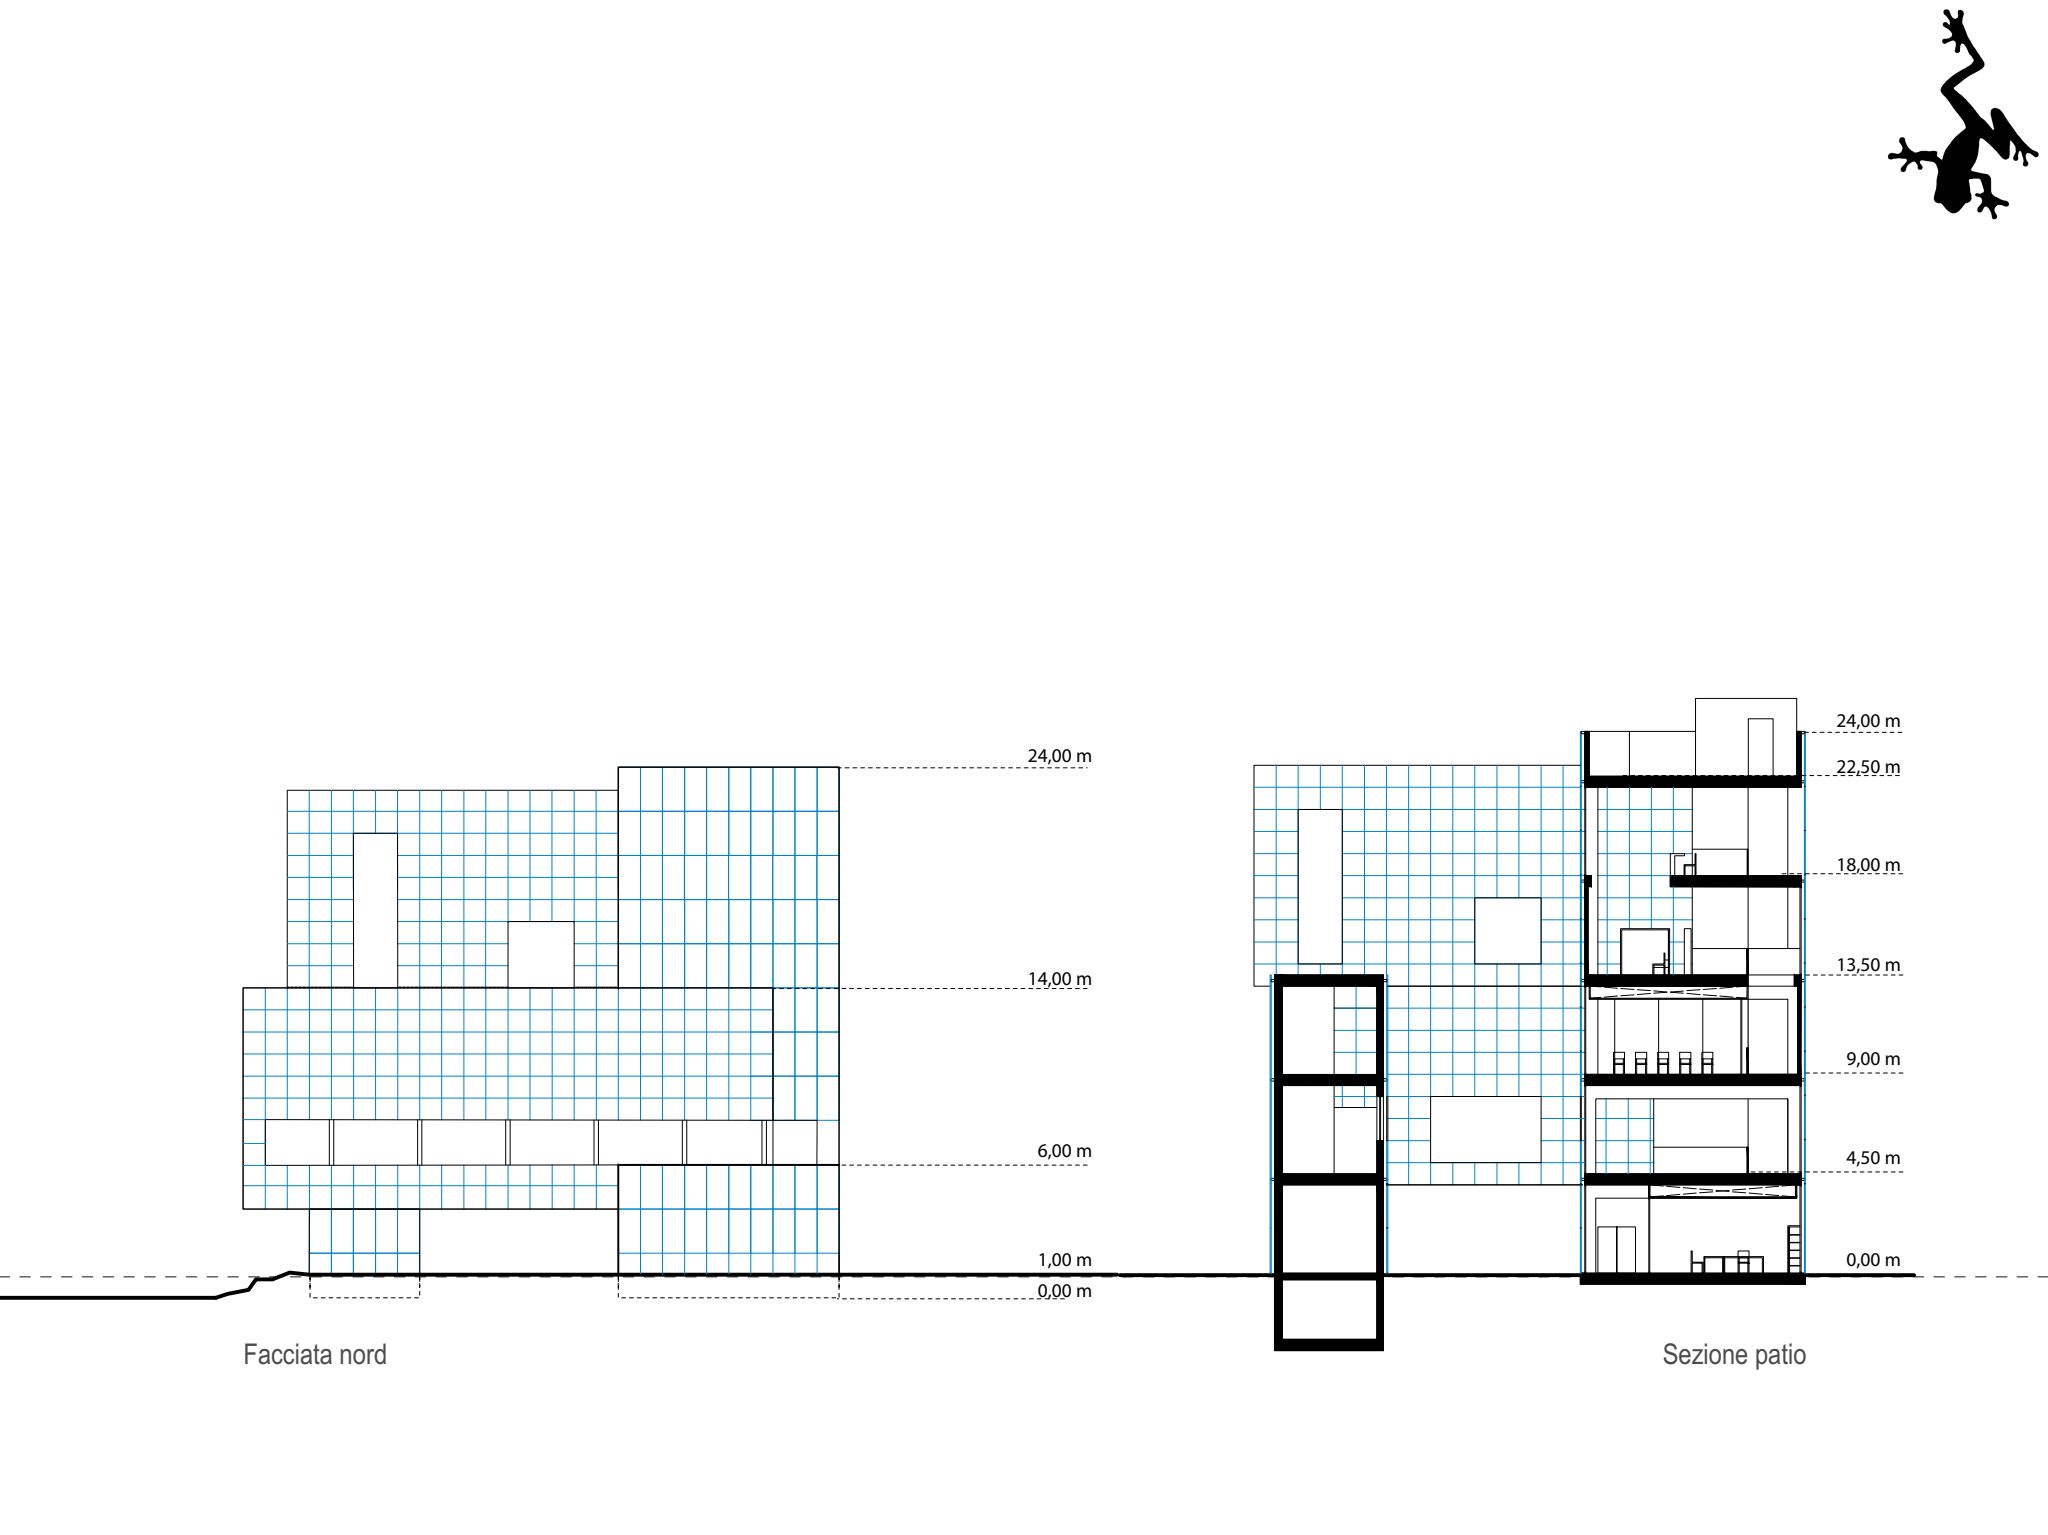 24,00 m
14,00 m
6,00 m
1,00 m
0,00 m
Facciata nord
24,00 m
22,50 m
18,00 m
13,50 m
9,00 m
4,50 m
0,00 m
Sezione patio